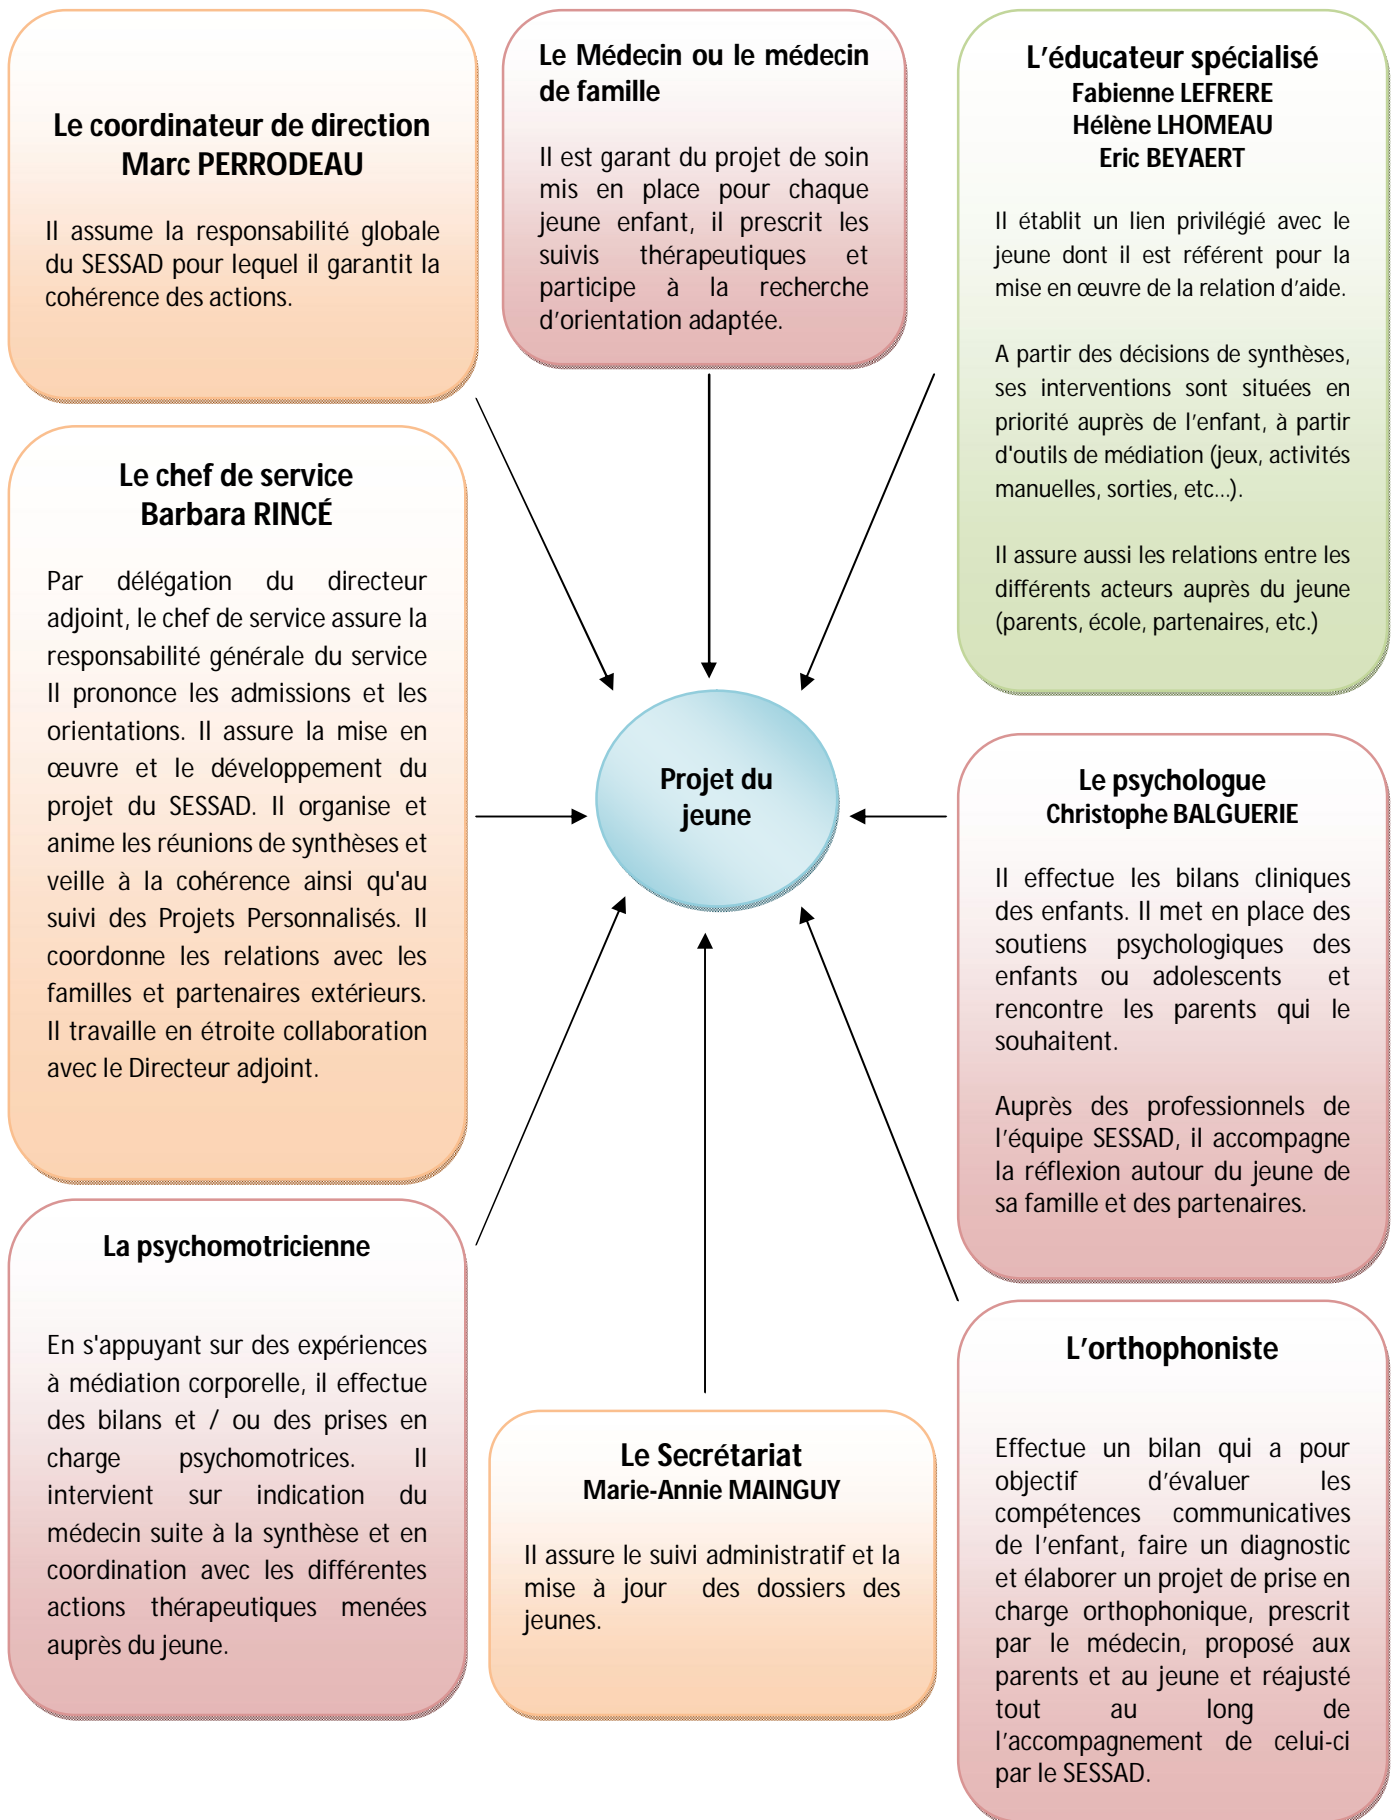 Le coordinateur de direction
Marc PERRODEAU
Il assume la responsabilité globale
du SESSAD pour lequel il garantit la
cohérence des actions.
Le Médecin ou le médecin
de famille
Il est garant du projet de soin
mis en place pour chaque
jeune enfant, il prescrit les
suivis thérapeutiques et
participe à la recherche
d'orientation adaptée.
L'éducateur spécialisé
Fabienne LEFRERE
Hélène LHOMEAU
Eric BEYAERT
Il établit un lien privilégié avec le
jeune dont il est référent pour la
mise en œuvre de la relation d'aide.
A partir des décisions de synthèses,
ses interventions sont situées en
priorité auprès de l'enfant, à partir
d'outils de médiation (jeux, activités
manuelles, sorties, etc...).
Il assure aussi les relations entre les
différents acteurs auprès du jeune
(parents, école, partenaires, etc.)
Le chef de service
Barbara RINCÉ
Par délégation du directeur
adjoint, le chef de service assure la
responsabilité générale du service
Il prononce les admissions et les
orientations. Il assure la mise en
œuvre et le développement du
projet du SESSAD. Il organise et
anime les réunions de synthèses et
veille à la cohérence ainsi qu'au
suivi des Projets Personnalisés. Il
coordonne les relations avec les
familles et partenaires extérieurs.
Il travaille en étroite collaboration
avec le Directeur adjoint.
Projet du
jeune
Le psychologue
Christophe BALGUERIE
Il effectue les bilans cliniques
des enfants. Il met en place des
soutiens psychologiques des
enfants ou adolescents et
rencontre les parents qui le
souhaitent.
Auprès des professionnels de
l'équipe SESSAD, il accompagne
la réflexion autour du jeune de
sa famille et des partenaires.
La psychomotricienne
En s'appuyant sur des expériences
à médiation corporelle, il effectue
des bilans et / ou des prises en
charge psychomotrices. Il
intervient sur indication du
médecin suite à la synthèse et en
coordination avec les différentes
actions thérapeutiques menées
auprès du jeune.
Le Secrétariat
Marie-Annie MAINGUY
Il assure le suivi administratif et la
mise à jour des dossiers des
jeunes.
L'orthophoniste
Effectue un bilan qui a pour
objectif d'évaluer les
compétences communicatives
de l'enfant, faire un diagnostic
et élaborer un projet de prise en
charge orthophonique, prescrit
par le médecin, proposé aux
parents et au jeune et réajusté
tout au long de
l'accompagnement de celui-ci
par le SESSAD.